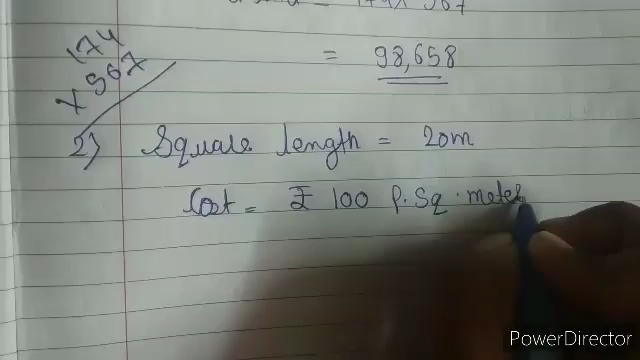 = 98,658
174
x 567
2) Square length = 20m
Cost = ₹ 100 p.sq.meter
PowerDirector